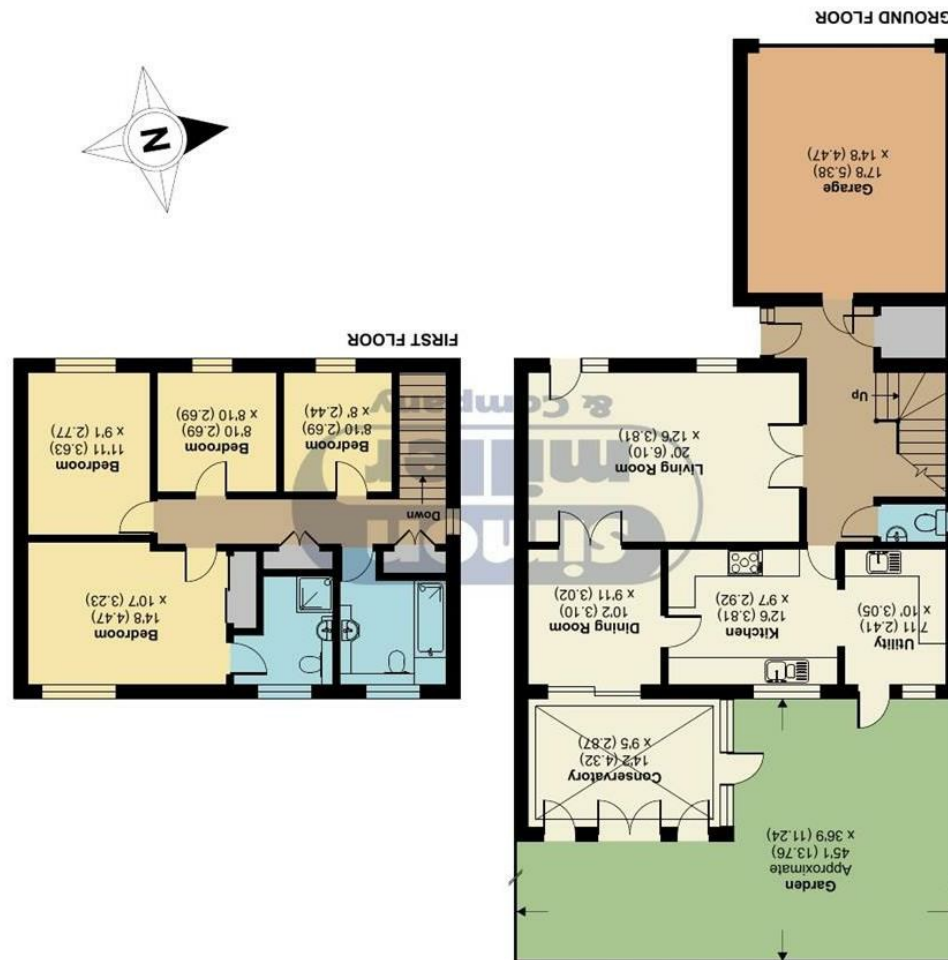 Garden
Approximate
45'1 (13.76)
x 36'9 (11.24)
Conservatory
14'2 (4.32)
x 9'5 (2.87)
Utility
7'11 (2.41)
x 10' (3.05)
Kitchen
12'6 (3.81)
x 9'7 (2.92)
Dining Room
10'2 (3.10)
x 9'11 (3.02)
Living Room
20' (6.10)
x 12'6 (3.81)
Up
Garage
17'8 (5.38)
x 14'8 (4.47)
GROUND FLOOR
Bedroom
14'8 (4.47)
x 10'7 (3.23)
Down
Bedroom
8'10 (2.69)
x 8' (2.44)
Bedroom
8'10 (2.69)
x 8'10 (2.69)
Bedroom
11'11 (3.63)
x 9'1 (2.77)
FIRST FLOOR
simon
miller
& Company
N